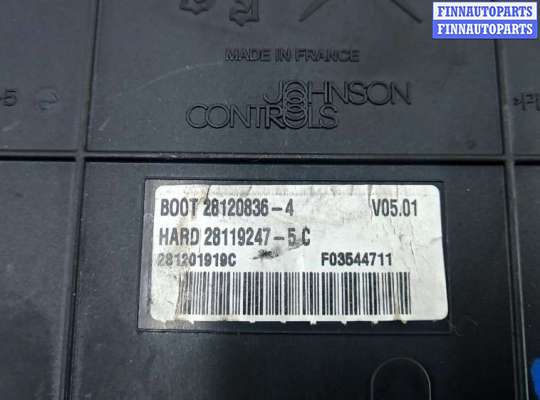 FINNAUTOPARTS
FINNAUTOPARTS
MADE IN FRANCE
JOHNSON
CONTROLS
BOOT 28120836-4 V05.01
HARD 28119247-5 C
281201919C F03544711